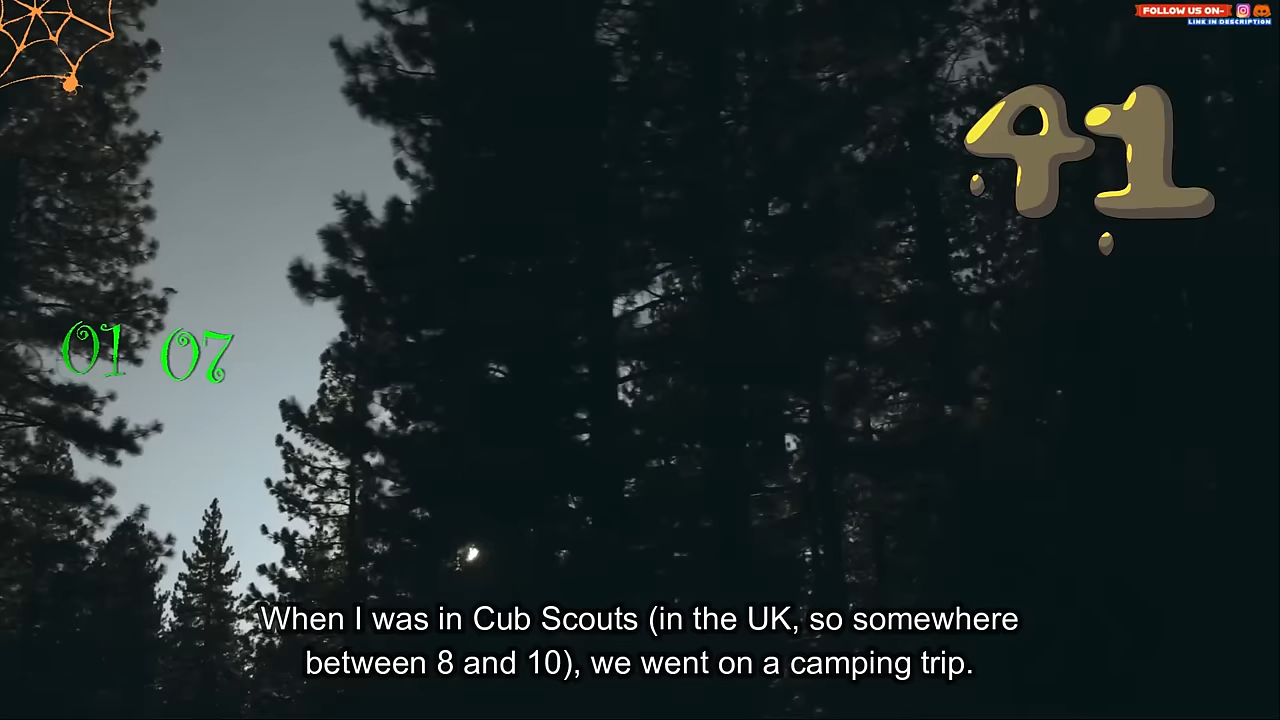 FOLLOW US ON-
LINK IN DESCRIPTION
41
01 07
When I was in Cub Scouts (in the UK, so somewhere
between 8 and 10), we went on a camping trip.